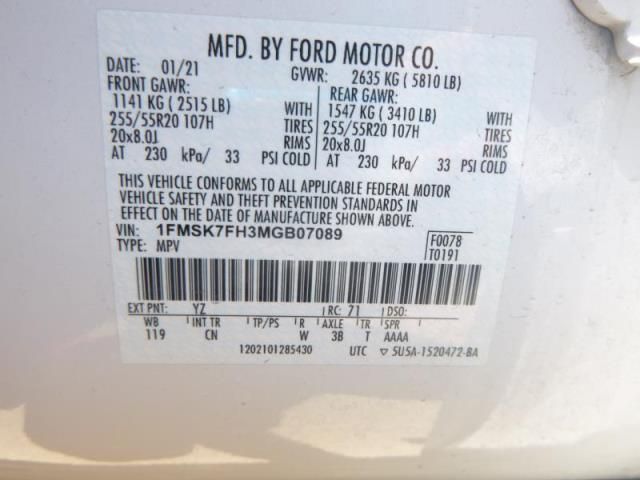 MFD. BY FORD MOTOR CO.
DATE: 01/21 GVWR: 2635 KG ( 5810 LB)
FRONT GAWR: REAR GAWR:
1141 KG ( 2515 LB) WITH 1547 KG ( 3410 LB) WITH
255/55R20 107H TIRES 255/55R20 107H TIRES
20x8.0J RIMS 20x8.0J RIMS
AT 230 kPa/ 33 PSI COLD AT 230 kPa/ 33 PSI COLD
THIS VEHICLE CONFORMS TO ALL APPLICABLE FEDERAL MOTOR
VEHICLE SAFETY AND THEFT PREVENTION STANDARDS IN
EFFECT ON THE DATE OF MANUFACTURE SHOWN ABOVE.
VIN: 1FMSK7FH3MGB07089 F0078
TYPE: MPV T0191
EXT PNT: YZ RC: 71 DSO:
WB INT TR TP/PS R AXLE TR SPR
119 CN W 3B T AAAA
1202101285430 UTC ▽ 5U5A-1520472-BA